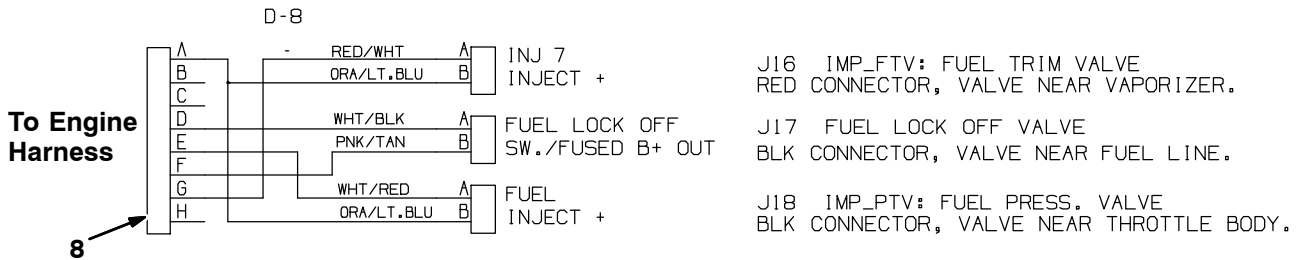 D-8
A - RED/WHT A INJ 7
B ORA/LT.BLU B INJECT +
C
D WHT/BLK A FUEL LOCK OFF
E PNK/TAN B SW./FUSED B+ OUT
F
G WHT/RED A FUEL
H ORA/LT.BLU B INJECT +
To Engine
Harness
8
J16 IMP_FTV: FUEL TRIM VALVE
RED CONNECTOR, VALVE NEAR VAPORIZER.
J17 FUEL LOCK OFF VALVE
BLK CONNECTOR, VALVE NEAR FUEL LINE.
J18 IMP_PTV: FUEL PRESS. VALVE
BLK CONNECTOR, VALVE NEAR THROTTLE BODY.